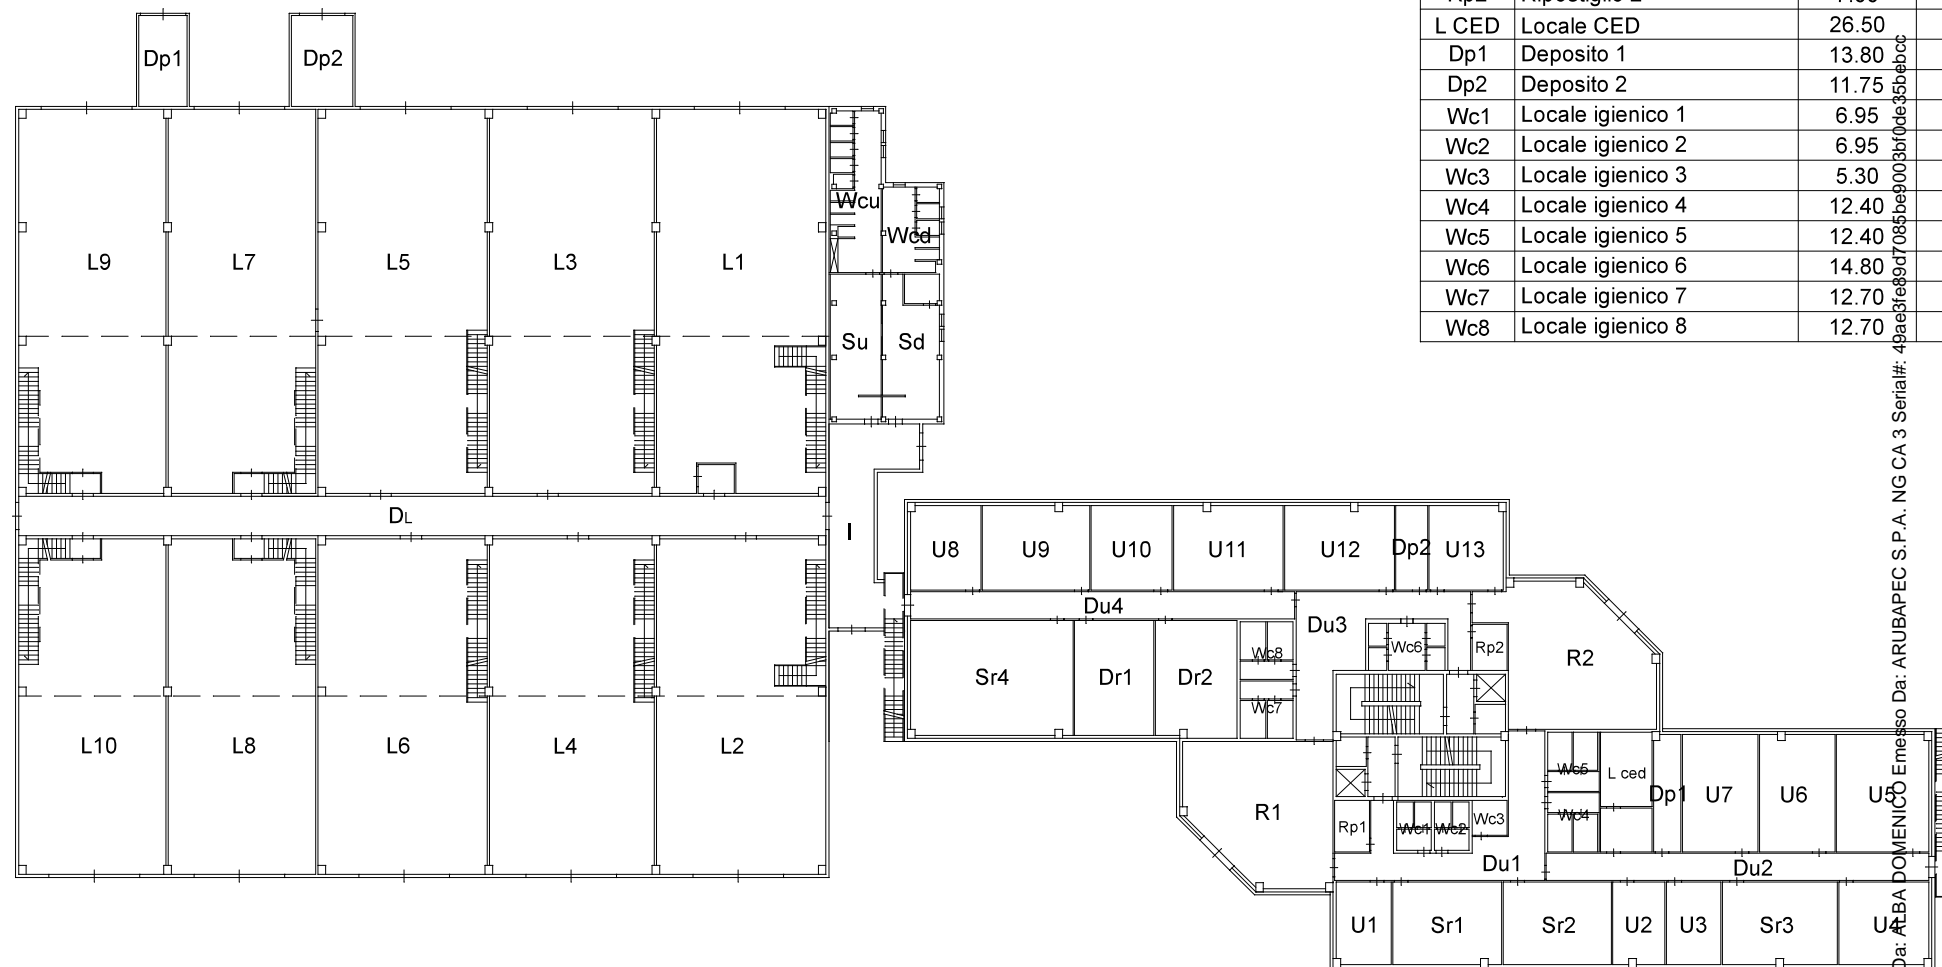 L CED Locale CED 26.50
Dp1 Deposito 1 13.80
Dp2 Deposito 2 11.75
Wc1 Locale igienico 1 6.95
Wc2 Locale igienico 2 6.95
Wc3 Locale igienico 3 5.30
Wc4 Locale igienico 4 12.40
Wc5 Locale igienico 5 12.40
Wc6 Locale igienico 6 14.80
Wc7 Locale igienico 7 12.70
Wc8 Locale igienico 8 12.70
Dp1 Dp2
Wcu
Wcd
L9 L7 L5 L3 L1
Su Sd
DL
I
U8 U9 U10 U11 U12 Dp2 U13
Du4
Du3
Wc8 Wc6 Rp2
R2
Sr4 Dr1 Dr2
Wc7
L10 L8 L6 L4 L2
Wc5 L ced
Dp1 U7 U6 U5
R1
Rp1 Wc1 Wc2 Wc3 Wc4
Du1 Du2
U1 Sr1 Sr2 U2 U3 Sr3 U4
Da: ALBA DOMENICO Emesso Da: ARUBAPEC S.P.A. NG CA 3 Serial#: 49ae3fe89d7085be9003bf0de35bebcc